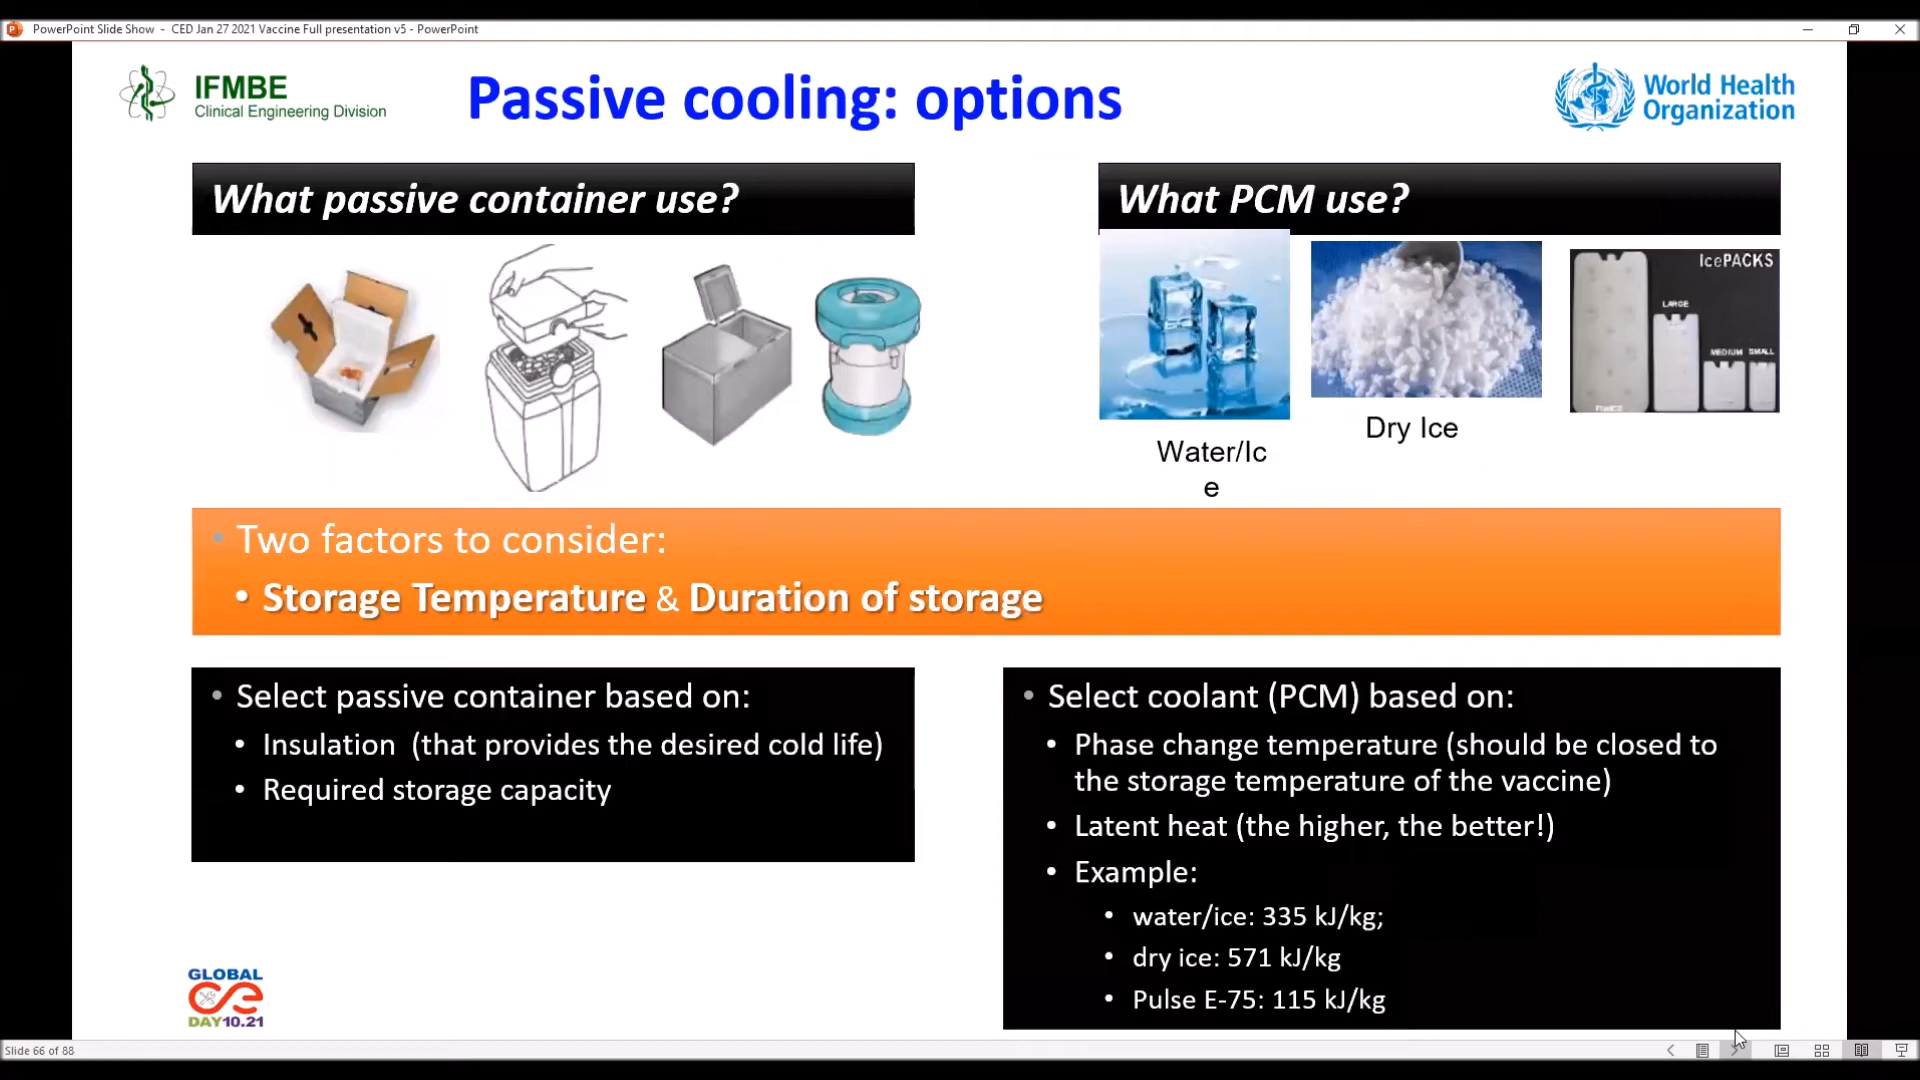 PowerPoint Slide Show - CED Jan 27 2021 Vaccine Full presentation v5 - PowerPoint
IFMBE
Clinical Engineering Division
Passive cooling: options
World Health
Organization
What passive container use?
What PCM use?
IcePACKS
LARGE
MEDIUM SMALL
Water/Ic
e
Dry Ice
• Two factors to consider:
• Storage Temperature & Duration of storage
• Select passive container based on:
• Insulation (that provides the desired cold life)
• Required storage capacity
• Select coolant (PCM) based on:
• Phase change temperature (should be closed to
the storage temperature of the vaccine)
• Latent heat (the higher, the better!)
• Example:
• water/ice: 335 kJ/kg;
• dry ice: 571 kJ/kg
• Pulse E-75: 115 kJ/kg
GLOBAL
CE
DAY10.21
Slide 66 of 88